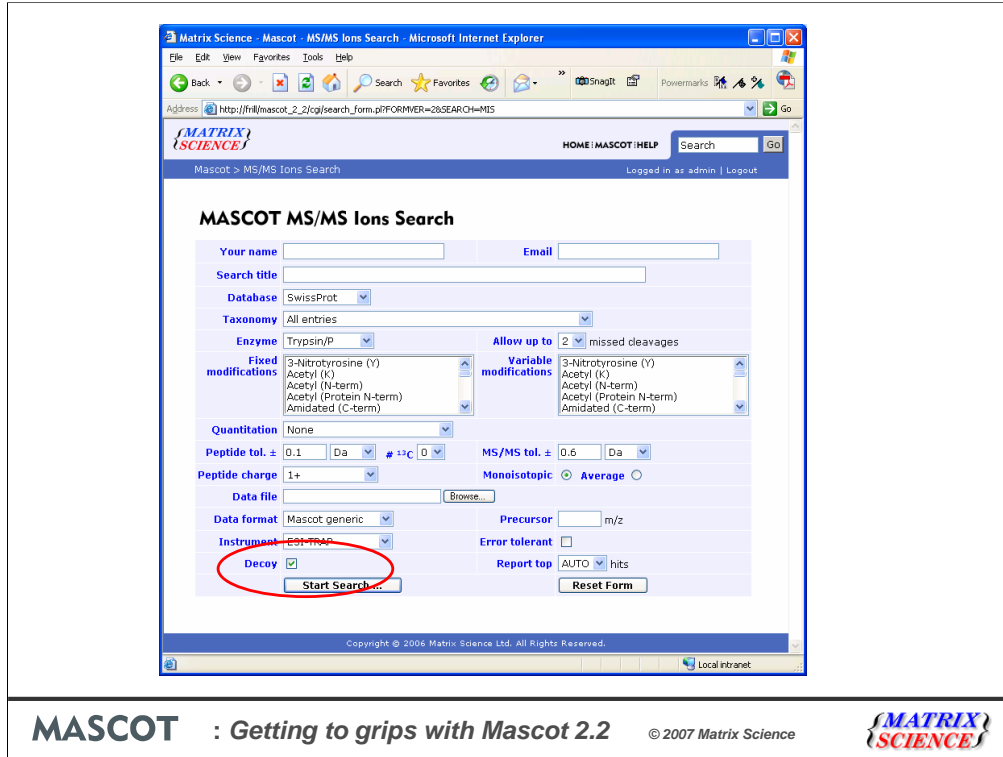 Matrix Science - Mascot - MS/MS Ions Search - Microsoft Internet Explorer
File Edit View Favorites Tools Help
Back Search Favorites » SnagIt Powermarks
Address http://frill/mascot_2_2/cgi/search_form.pl?FORMVER=2&SEARCH=MIS Go
{MATRIX}
{SCIENCE}
HOME : MASCOT : HELP Search Go
Mascot > MS/MS Ions Search Logged in as admin | Logout
MASCOT MS/MS Ions Search
Your name Email
Search title
Database SwissProt
Taxonomy All entries
Enzyme Trypsin/P Allow up to 2 missed cleavages
Fixed modifications 3-Nitrotyrosine (Y) Variable modifications 3-Nitrotyrosine (Y)
Acetyl (K) Acetyl (K)
Acetyl (N-term) Acetyl (N-term)
Acetyl (Protein N-term) Acetyl (Protein N-term)
Amidated (C-term) Amidated (C-term)
Quantitation None
Peptide tol. ± 0.1 Da # 13C 0 MS/MS tol. ± 0.6 Da
Peptide charge 1+ Monoisotopic Average
Data file Browse...
Data format Mascot generic Precursor m/z
Instrument ESI-TRAP Error tolerant
Decoy Report top AUTO hits
Start Search ... Reset Form
Copyright © 2006 Matrix Science Ltd. All Rights Reserved.
Local intranet
MASCOT : Getting to grips with Mascot 2.2 © 2007 Matrix Science
{MATRIX}
{SCIENCE}